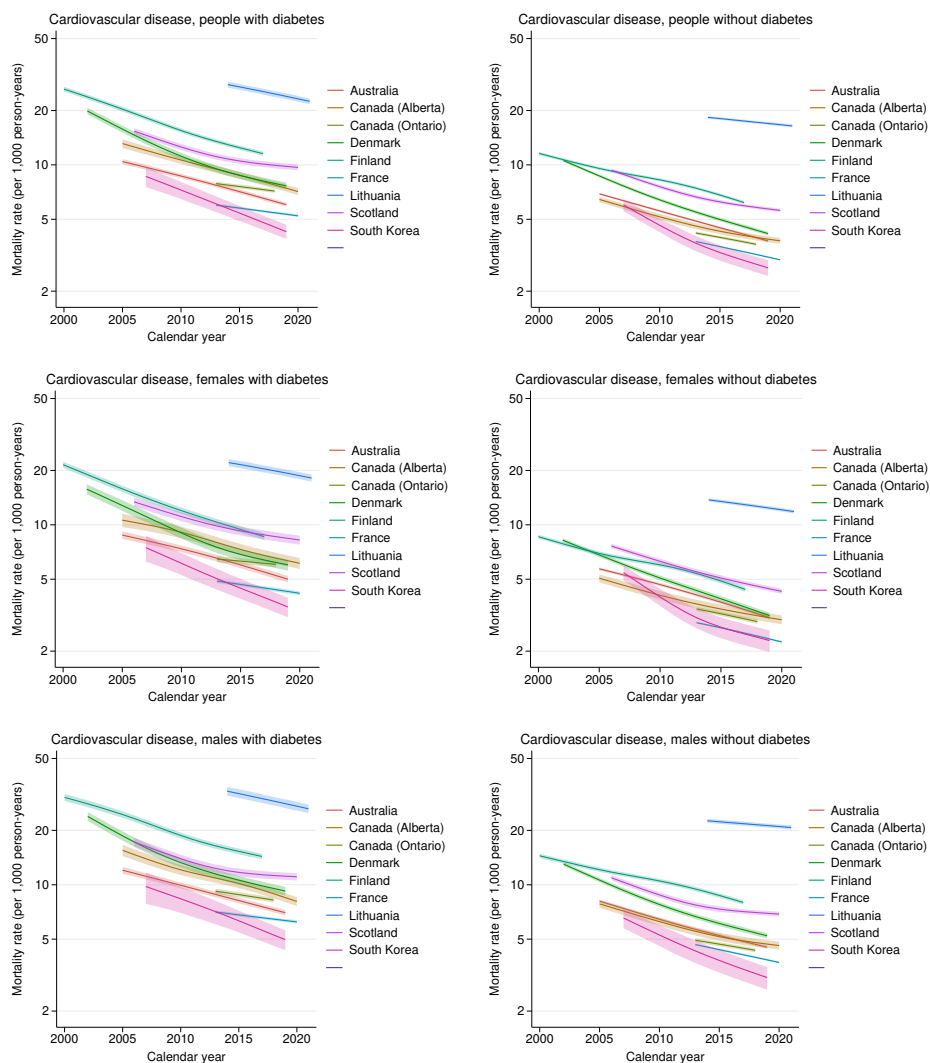 Cardiovascular disease, people with diabetes
Mortality rate (per 1,000 person-years)
50
20
10
5
2
2000 2005 2010 2015 2020
Calendar year
Australia
Canada (Alberta)
Canada (Ontario)
Denmark
Finland
France
Lithuania
Scotland
South Korea
Cardiovascular disease, people without diabetes
Mortality rate (per 1,000 person-years)
50
20
10
5
2
2000 2005 2010 2015 2020
Calendar year
Australia
Canada (Alberta)
Canada (Ontario)
Denmark
Finland
France
Lithuania
Scotland
South Korea
Cardiovascular disease, females with diabetes
Mortality rate (per 1,000 person-years)
50
20
10
5
2
2000 2005 2010 2015 2020
Calendar year
Australia
Canada (Alberta)
Canada (Ontario)
Denmark
Finland
France
Lithuania
Scotland
South Korea
Cardiovascular disease, females without diabetes
Mortality rate (per 1,000 person-years)
50
20
10
5
2
2000 2005 2010 2015 2020
Calendar year
Australia
Canada (Alberta)
Canada (Ontario)
Denmark
Finland
France
Lithuania
Scotland
South Korea
Cardiovascular disease, males with diabetes
Mortality rate (per 1,000 person-years)
50
20
10
5
2
2000 2005 2010 2015 2020
Calendar year
Australia
Canada (Alberta)
Canada (Ontario)
Denmark
Finland
France
Lithuania
Scotland
South Korea
Cardiovascular disease, males without diabetes
Mortality rate (per 1,000 person-years)
50
20
10
5
2
2000 2005 2010 2015 2020
Calendar year
Australia
Canada (Alberta)
Canada (Ontario)
Denmark
Finland
France
Lithuania
Scotland
South Korea